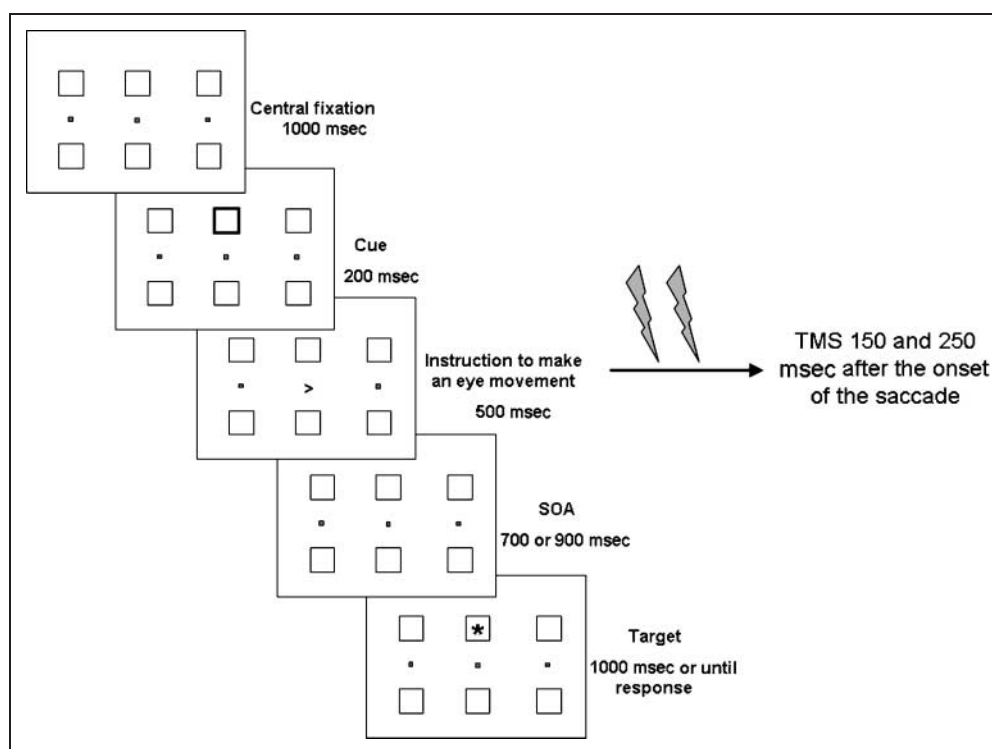 Central fixation
1000 msec
Cue
200 msec
>
Instruction to make
an eye movement
500 msec
TMS 150 and 250
msec after the onset
of the saccade
SOA
700 or 900 msec
*
Target
1000 msec or until
response